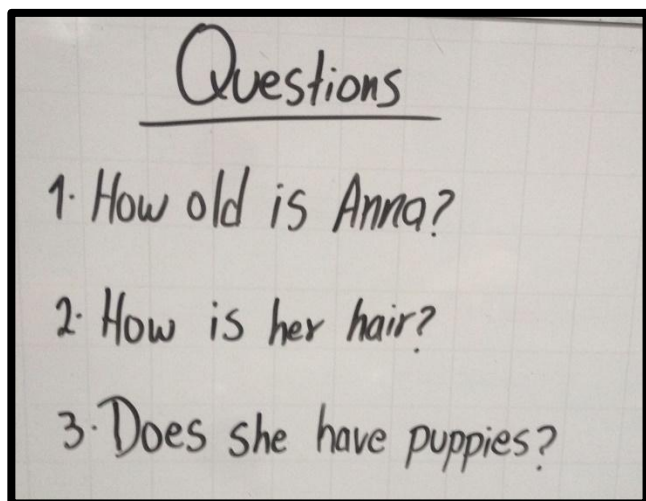 Questions
1. How old is Anna?
2. How is her hair?
3. Does she have puppies?